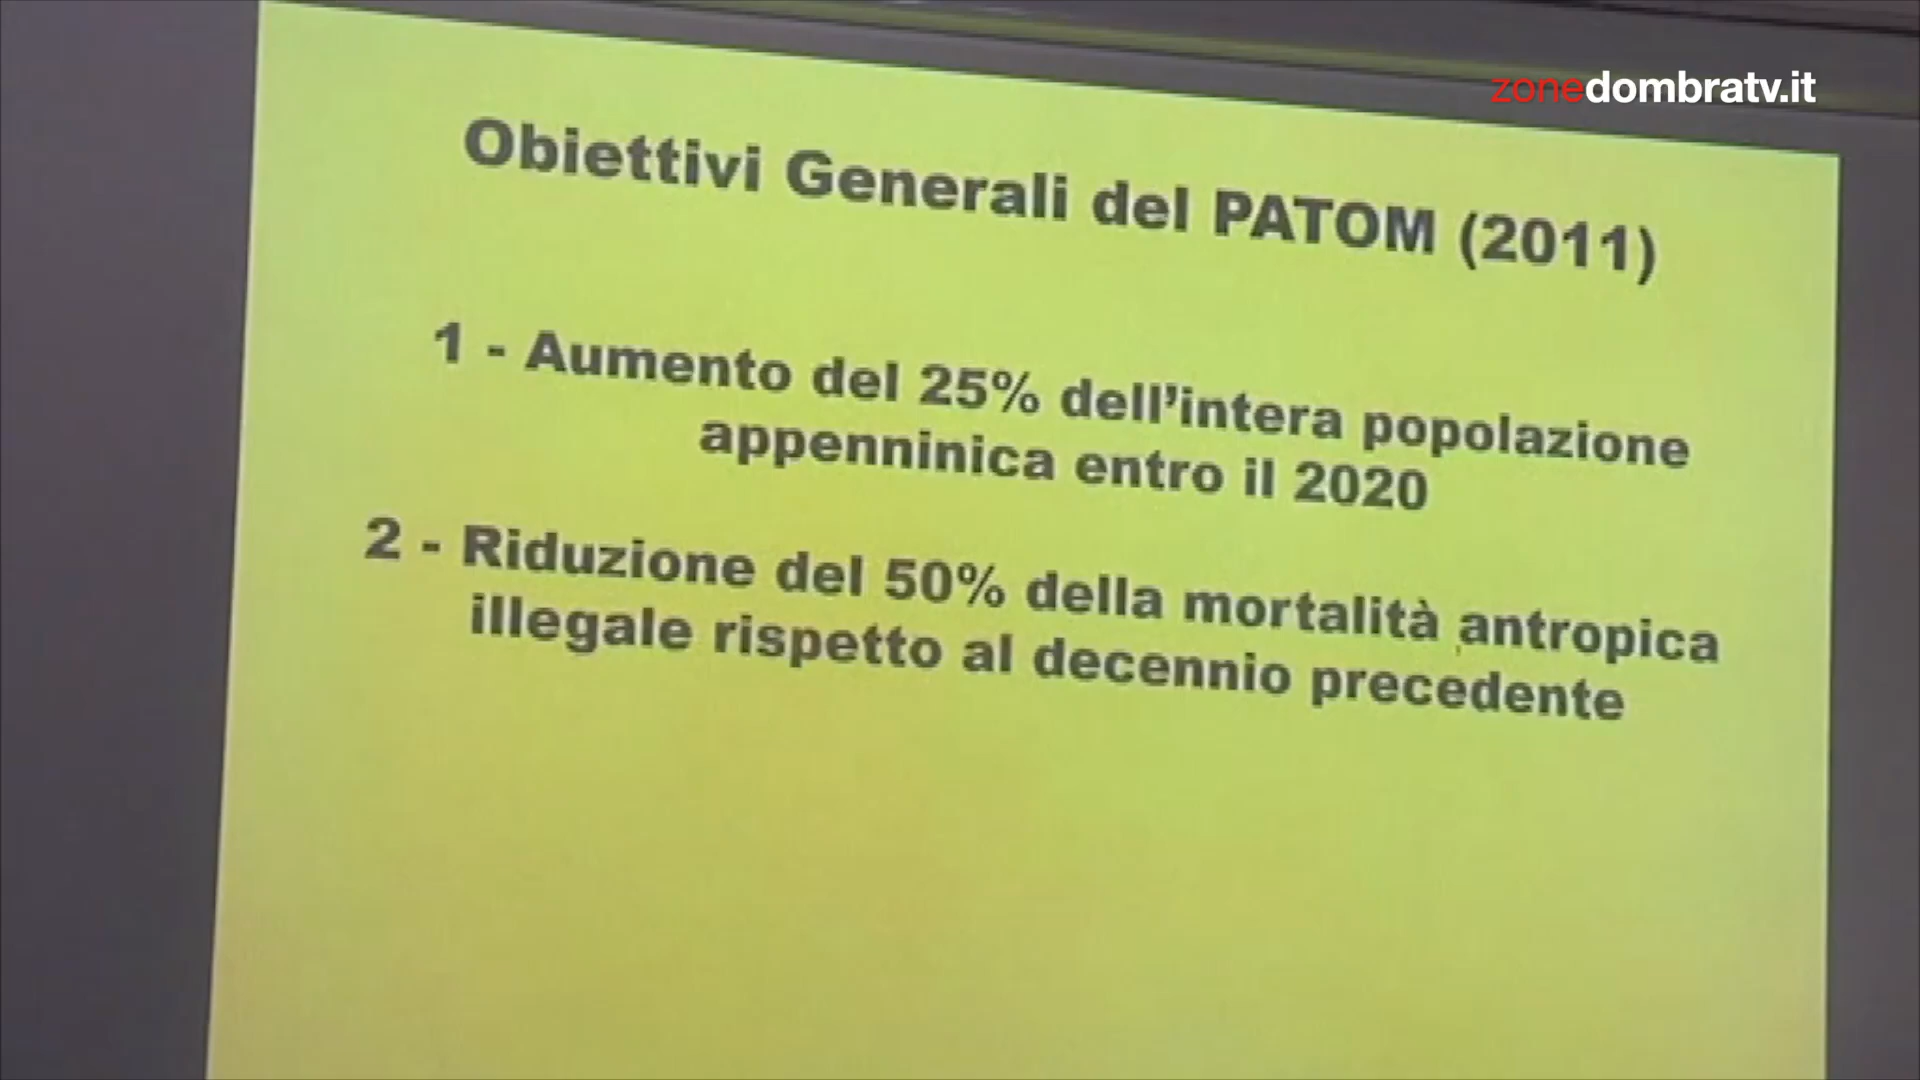 zonedombratv.it
Obiettivi Generali del PATOM (2011)
1 - Aumento del 25% dell'intera popolazione
appenninica entro il 2020
2 - Riduzione del 50% della mortalità antropica
illegale rispetto al decennio precedente